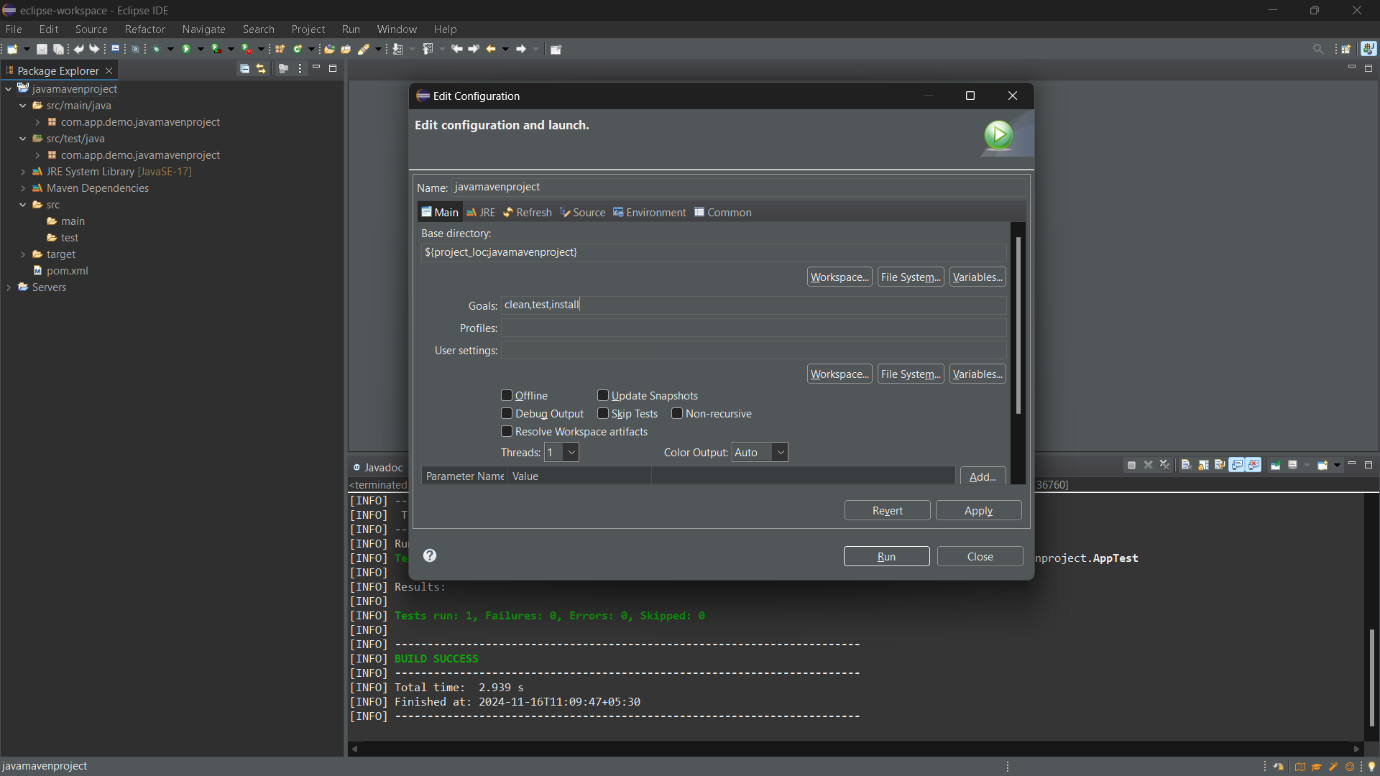 eclipse-workspace - Eclipse IDE
File Edit Source Refactor Navigate Search Project Run Window Help
Package Explorer
javamavenproject
src/main/java
com.app.demo.javamavenproject
src/test/java
com.app.demo.javamavenproject
JRE System Library [JavaSE-17]
Maven Dependencies
src
main
test
target
pom.xml
Servers
Edit Configuration
Edit configuration and launch.
Name: javamavenproject
Main JRE Refresh Source Environment Common
Base directory:
${project_loc:javamavenproject}
Workspace... File System... Variables...
Goals: clean,test,install
Profiles:
User settings:
Workspace... File System... Variables...
Offline Update Snapshots
Debug Output Skip Tests Non-recursive
Resolve Workspace artifacts
Threads: 1 Color Output: Auto
Parameter Name Value Add...
Revert Apply
Run Close
Javadoc
<terminated 36760]
[INFO] --
[INFO] T
[INFO] --
[INFO] Ru
[INFO] Te nproject.AppTest
[INFO]
[INFO] Results:
[INFO]
[INFO] Tests run: 1, Failures: 0, Errors: 0, Skipped: 0
[INFO]
[INFO] ------------------------------------------------------------------------
[INFO] BUILD SUCCESS
[INFO] ------------------------------------------------------------------------
[INFO] Total time:  2.939 s
[INFO] Finished at: 2024-11-16T11:09:47+05:30
[INFO] ------------------------------------------------------------------------
javamavenproject